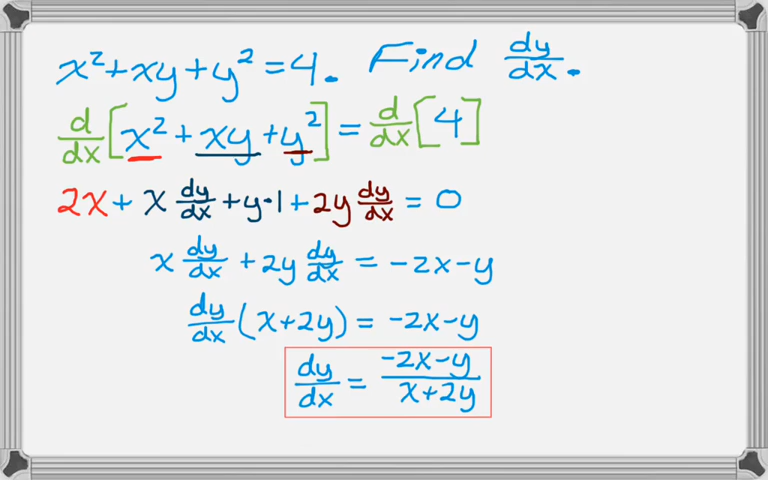 x² + xy + y² = 4. Find dy/dx.
d/dx [x² + xy + y²] = d/dx [4]
2x + x dy/dx + y·1 + 2y dy/dx = 0
x dy/dx + 2y dy/dx = -2x - y
dy/dx (x + 2y) = -2x - y
dy/dx = (-2x - y)/(x + 2y)